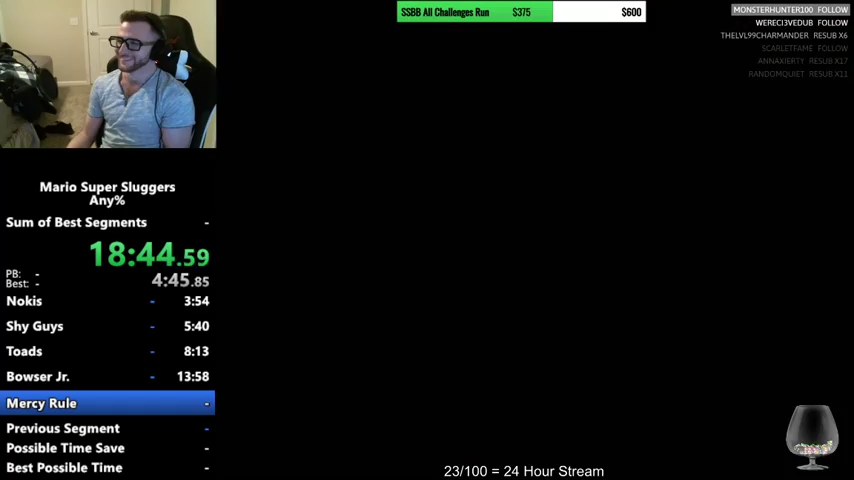 SSBB All Challenges Run $375 $600
MONSTERHUNTER100 FOLLOW
WERECI3VEDUB FOLLOW
THELVL99CHARMANDER RESUB X6
SCARLETFAME FOLLOW
ANNAXIERTY RESUB X17
RANDOMQUIET RESUB X11
Mario Super Sluggers
Any%
Sum of Best Segments -
18:44.59
PB: -
Best: -
4:45.85
Nokis - 3:54
Shy Guys - 5:40
Toads - 8:13
Bowser Jr. - 13:58
Mercy Rule -
Previous Segment -
Possible Time Save -
Best Possible Time -
23/100 = 24 Hour Stream